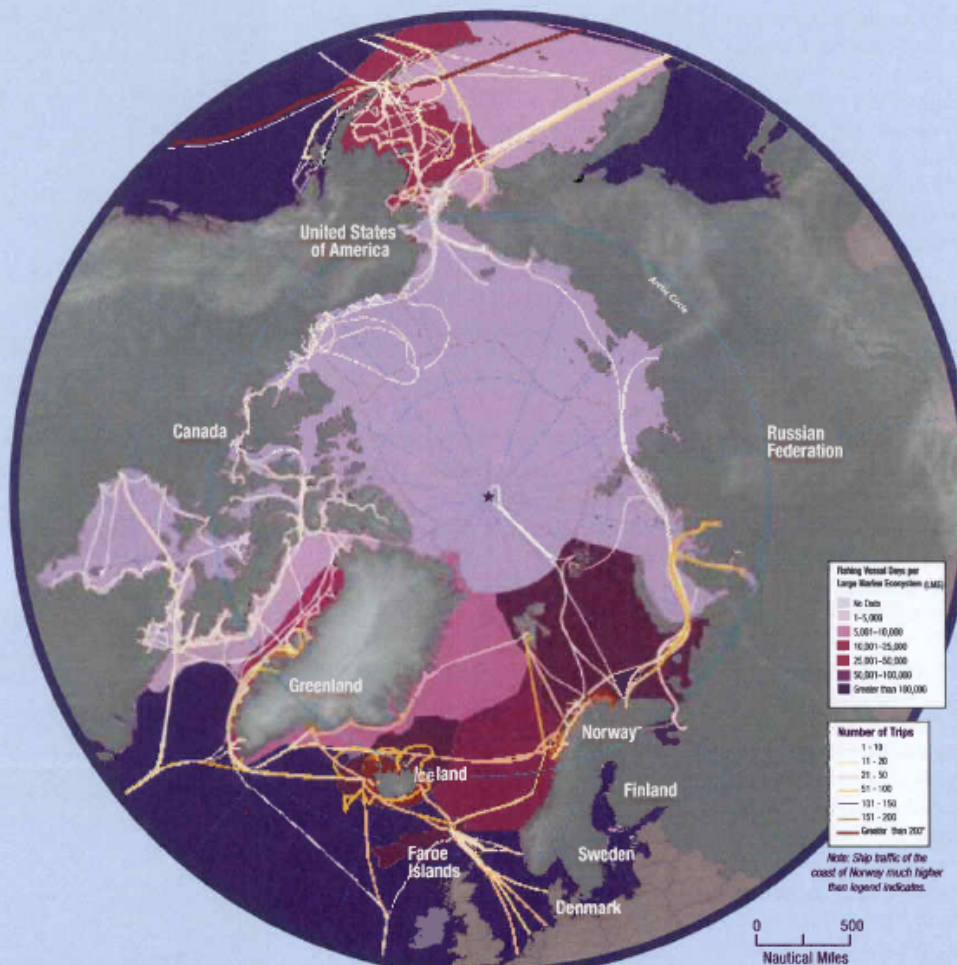 United States
of America
Arctic Circle
Canada
Russian
Federation
Greenland
Norway*
Iceland
Finland
Faroe
Islands
Sweden
Denmark
Fishing Vessel Days per
Large Marine Ecosystem (LME)
No Data
1–5,000
5,001–10,000
10,001–25,000
25,001–50,000
50,001–100,000
Greater than 100,000
Number of Trips
1 - 10
11 - 20
21 - 50
51 - 100
101 - 150
151 - 200
Greater than 200*
Note: Ship traffic of the
coast of Norway much higher
then legend indicates.
0 500
Nautical Miles